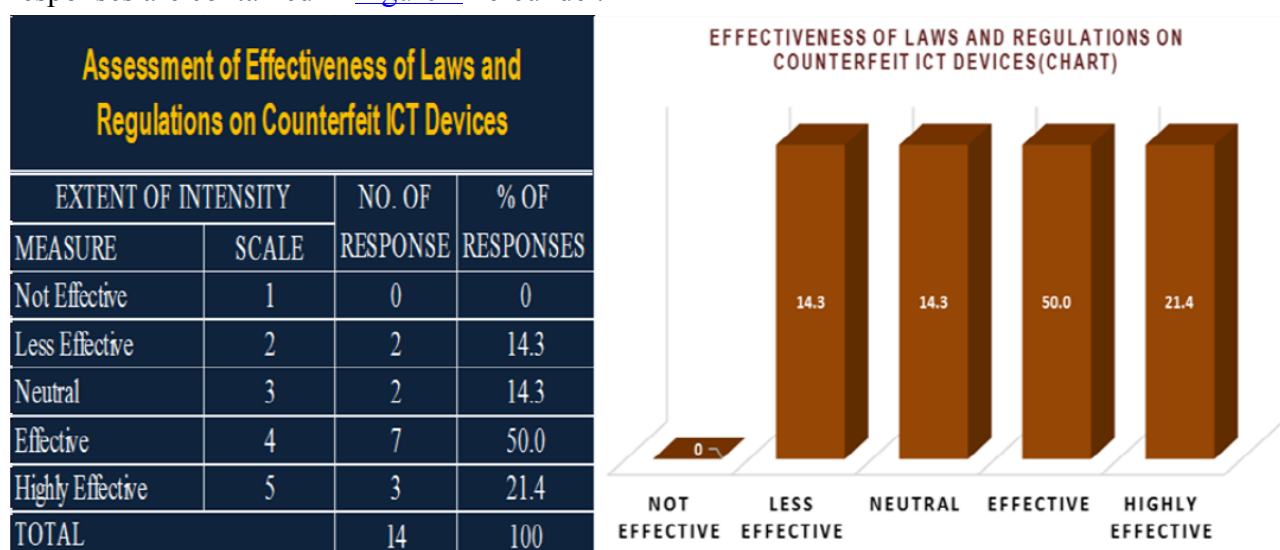 Assessment of Effectiveness of Laws and
Regulations on Counterfeit ICT Devices
EXTENT OF INTENSITY NO. OF % OF
MEASURE SCALE RESPONSE RESPONSES
Not Effective 1 0 0
Less Effective 2 2 14.3
Neutral 3 2 14.3
Effective 4 7 50.0
Highly Effective 5 3 21.4
TOTAL 14 100
EFFECTIVENESS OF LAWS AND REGULATIONS ON
COUNTERFEIT ICT DEVICES(CHART)
0 14.3 14.3 50.0 21.4
NOT LESS NEUTRAL EFFECTIVE HIGHLY
EFFECTIVE EFFECTIVE EFFECTIVE